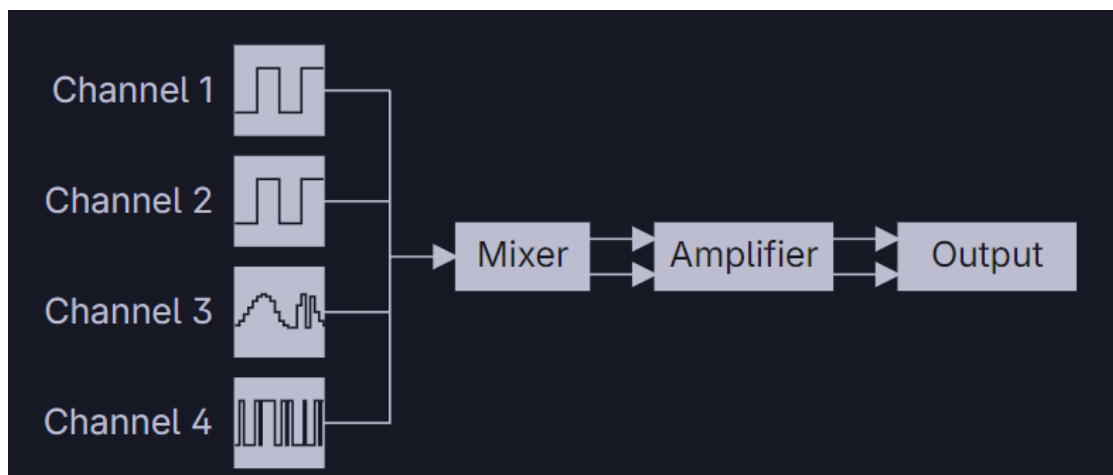 Channel 1
Channel 2
Mixer
Amplifier
Output
Channel 3
Channel 4